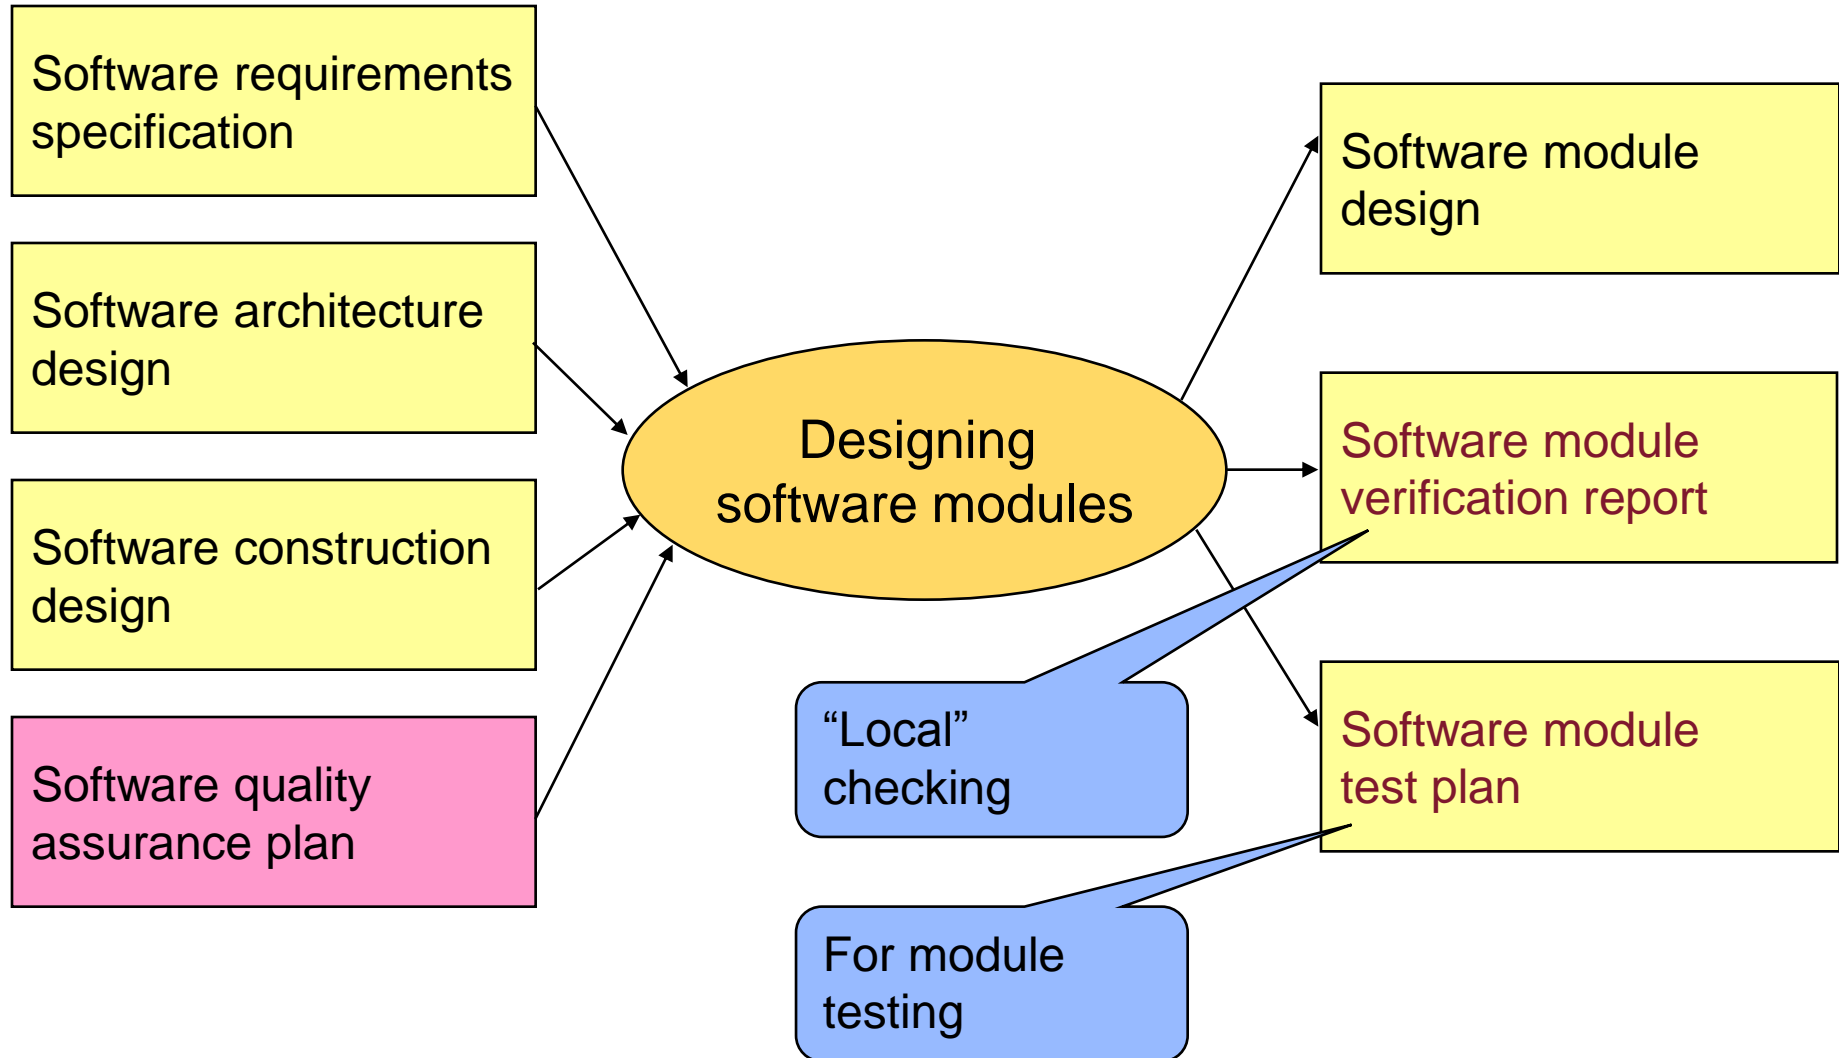 Software requirements
specification
Software architecture
design
Software construction
design
Software quality
assurance plan
Designing
software modules
Software module
design
Software module
verification report
Software module
test plan
“Local”
checking
For module
testing